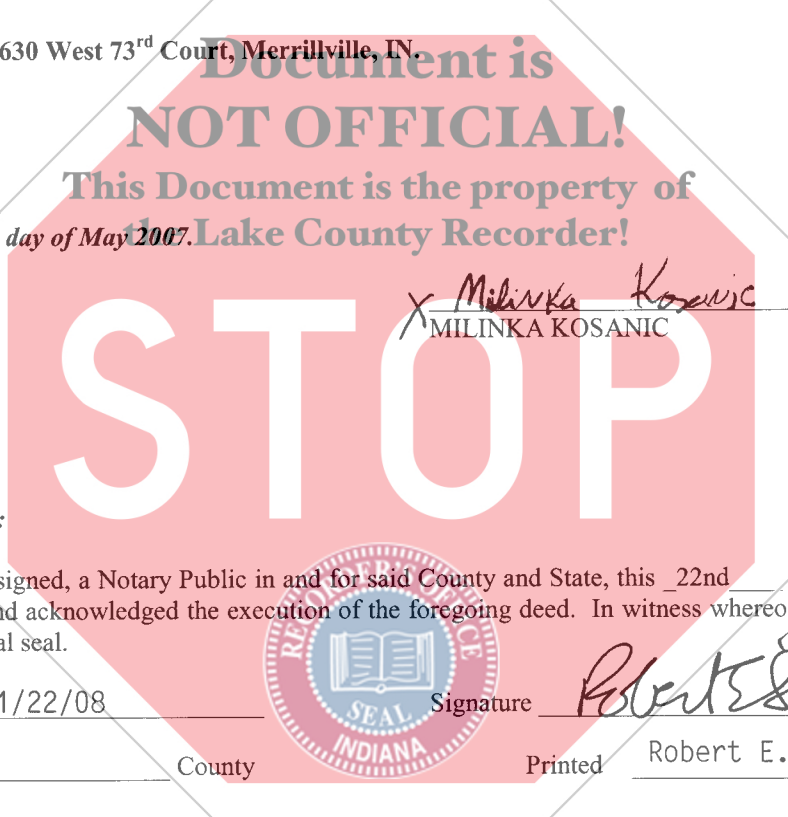 630 West 73rd Court, Merrillville, IN.
Document is
NOT OFFICIAL!
This Document is the property of
day of May 2007.
the Lake County Recorder!
Milinka Kosanic
X
MILINKA KOSANIC
STOP
signed, a Notary Public in and for said County and State, this _22nd
nd acknowledged the execution of the foregoing deed. In witness whereo
al seal.
RECORDER'S OFFICE
SEAL
INDIANA
1/22/08
Signature Robert E
County
Printed Robert E.